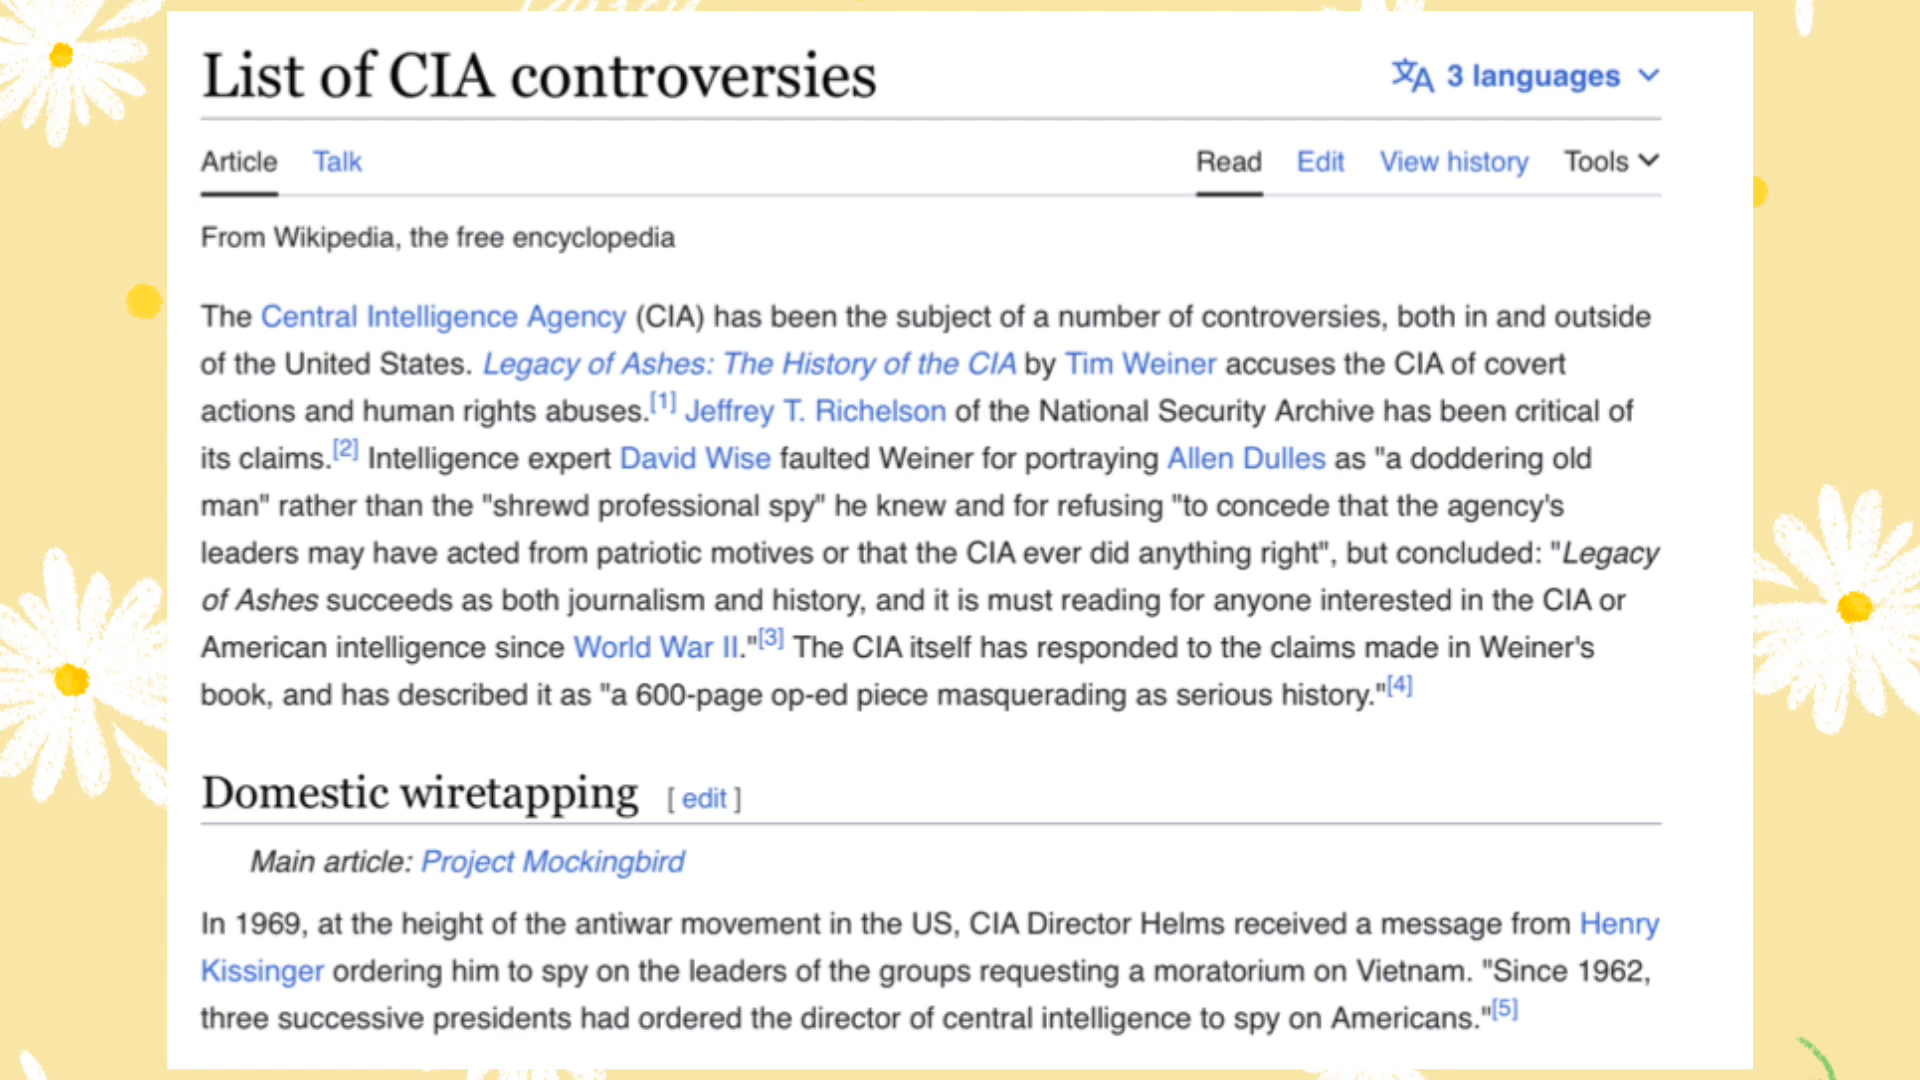 List of CIA controversies
3 languages
Article Talk Read Edit View history Tools
From Wikipedia, the free encyclopedia
The Central Intelligence Agency (CIA) has been the subject of a number of controversies, both in and outside
of the United States. Legacy of Ashes: The History of the CIA by Tim Weiner accuses the CIA of covert
actions and human rights abuses.[1] Jeffrey T. Richelson of the National Security Archive has been critical of
its claims.[2] Intelligence expert David Wise faulted Weiner for portraying Allen Dulles as "a doddering old
man" rather than the "shrewd professional spy" he knew and for refusing "to concede that the agency's
leaders may have acted from patriotic motives or that the CIA ever did anything right", but concluded: "Legacy
of Ashes succeeds as both journalism and history, and it is must reading for anyone interested in the CIA or
American intelligence since World War II."[3] The CIA itself has responded to the claims made in Weiner's
book, and has described it as "a 600-page op-ed piece masquerading as serious history."[4]
Domestic wiretapping [ edit ]
Main article: Project Mockingbird
In 1969, at the height of the antiwar movement in the US, CIA Director Helms received a message from Henry
Kissinger ordering him to spy on the leaders of the groups requesting a moratorium on Vietnam. "Since 1962,
three successive presidents had ordered the director of central intelligence to spy on Americans."[5]